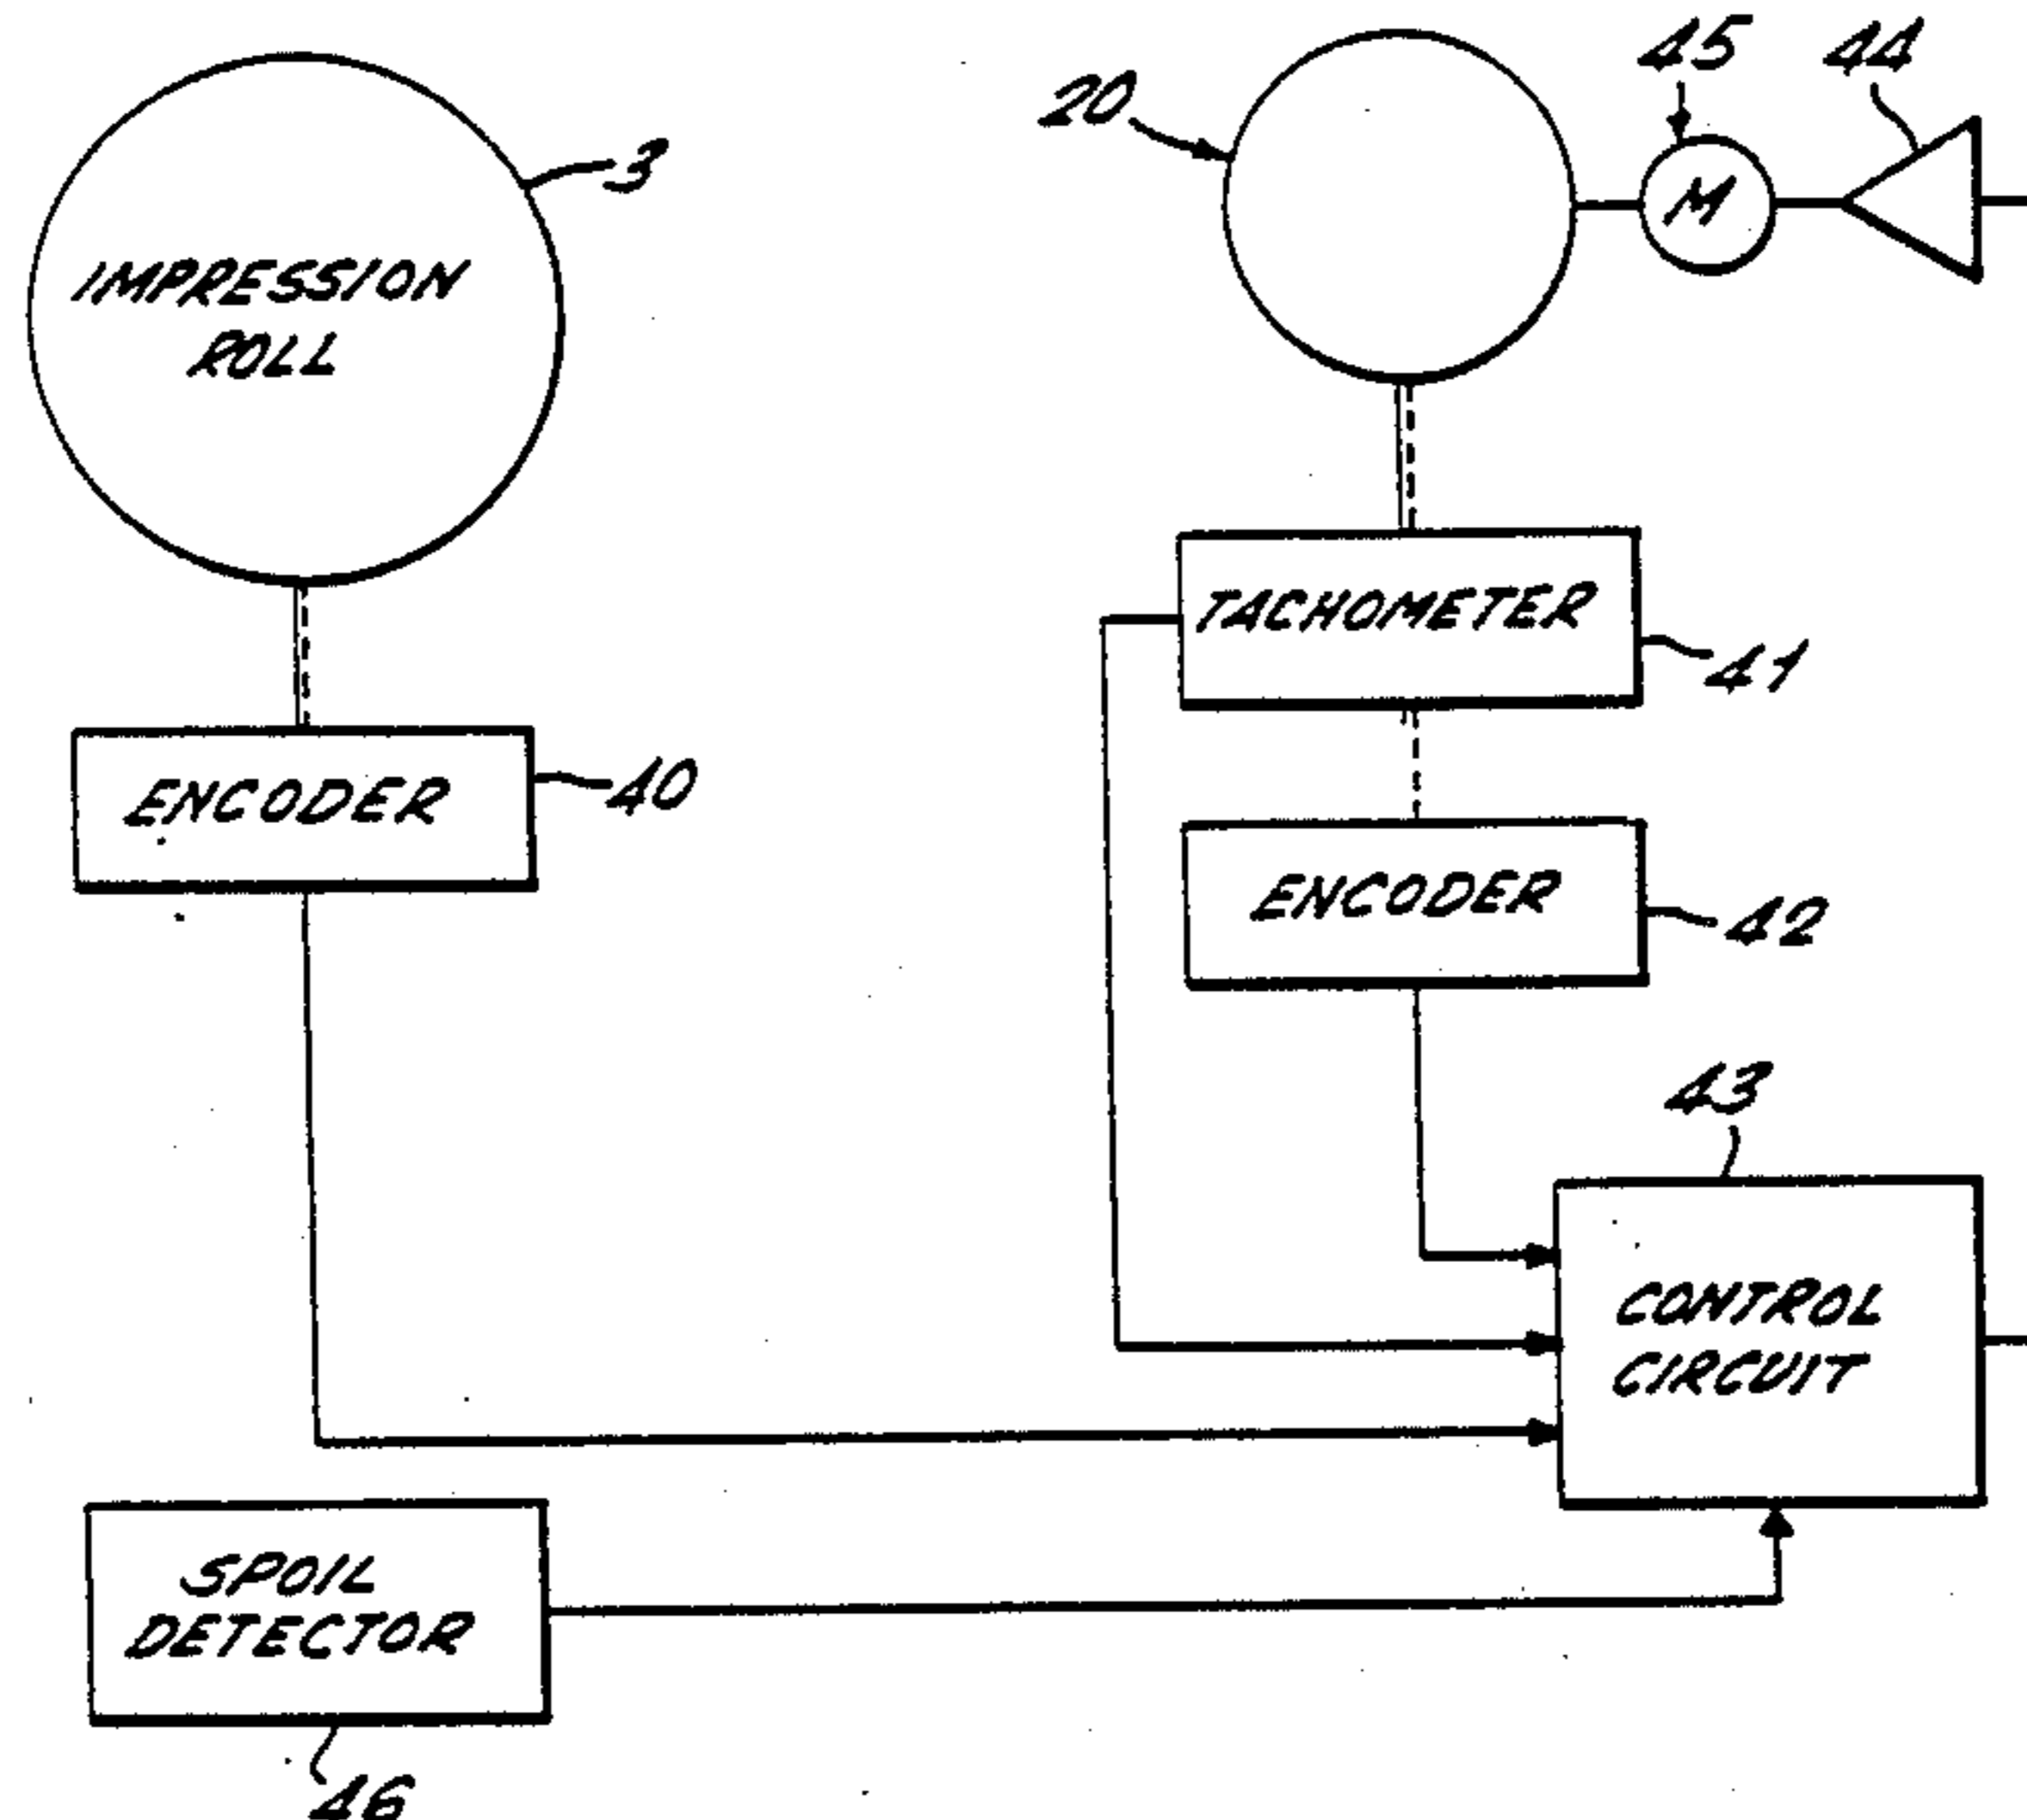 45
44
20
3
M
IMPRESSION
ROLL
TACHOMETER
41
ENCODER
40
ENCODER
42
43
CONTROL
CIRCUIT
SPOIL
DETECTOR
46